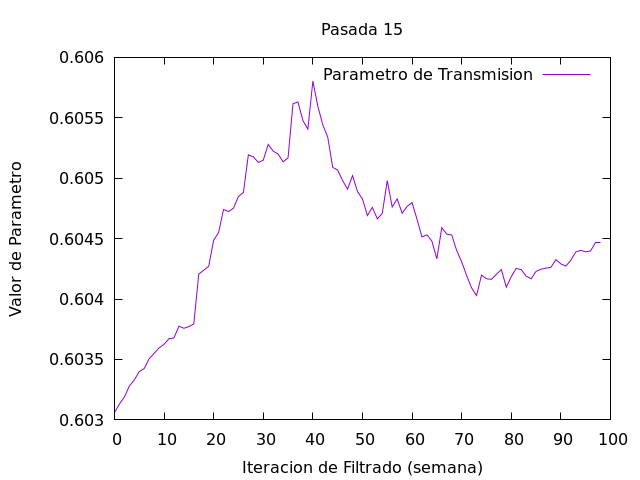 Pasada 15
Parametro de Transmision
0.606
0.6055
0.605
0.6045
0.604
0.6035
0.603
Valor de Parametro
0 10 20 30 40 50 60 70 80 90 100
Iteracion de Filtrado (semana)